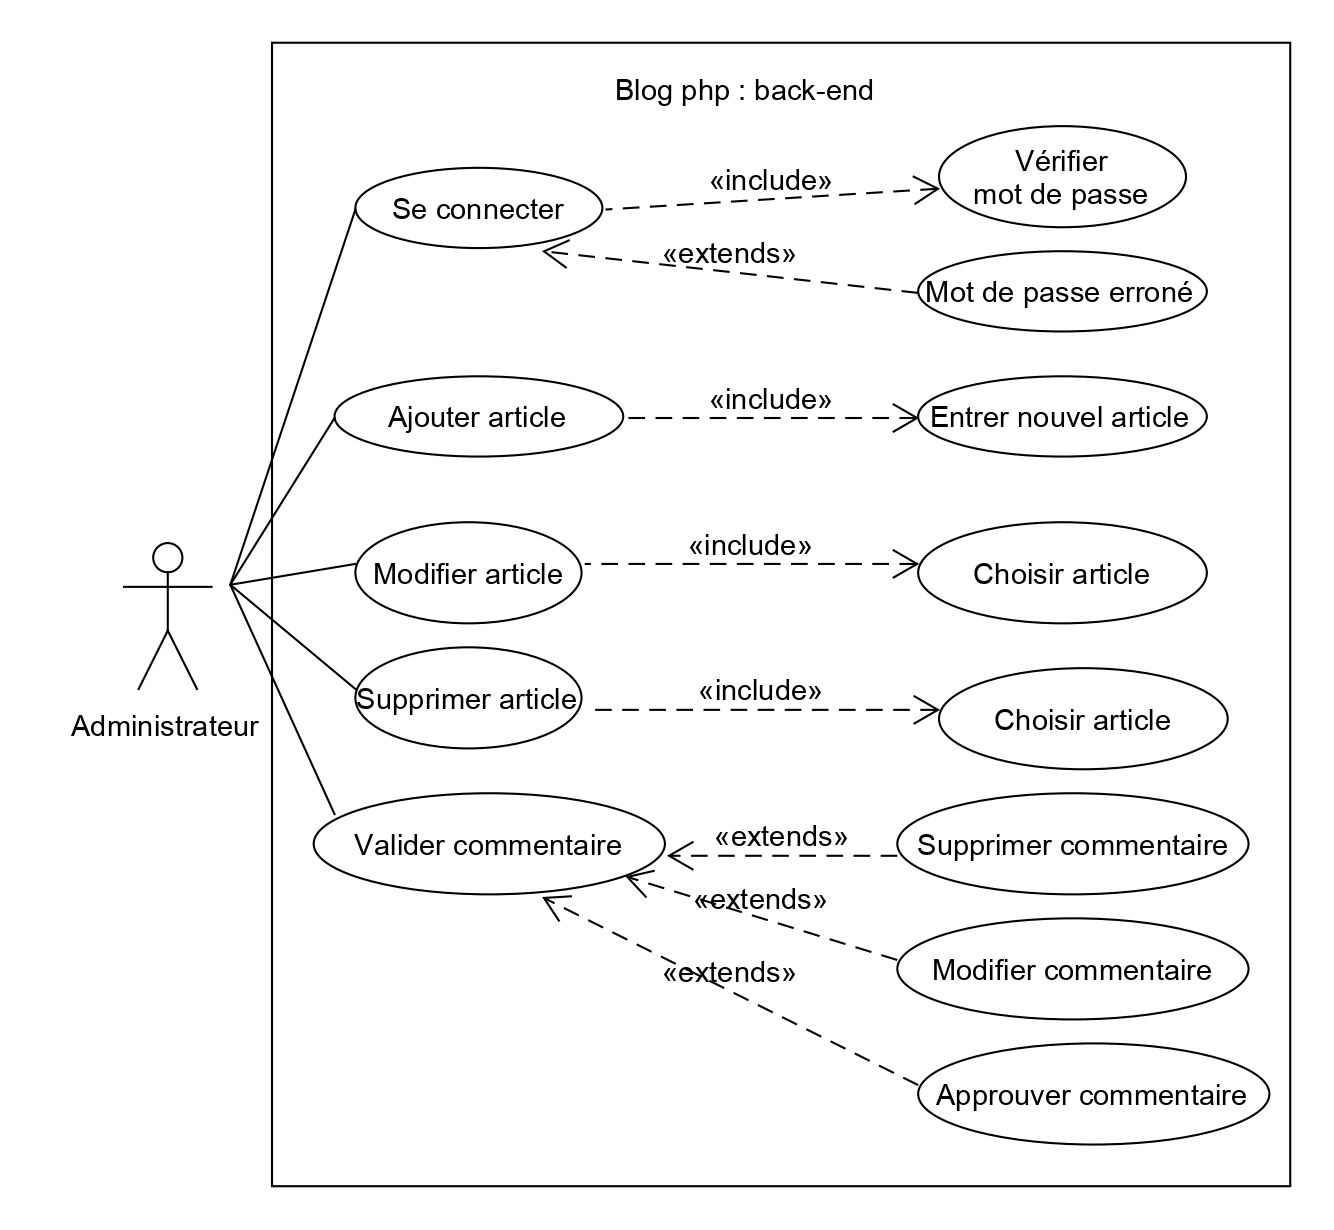 Blog php : back-end
Se connecter
«include»
Vérifier
mot de passe
«extends»
Mot de passe erroné
Ajouter article
«include»
Entrer nouvel article
Modifier article
«include»
Choisir article
Supprimer article
«include»
Choisir article
Administrateur
Valider commentaire
«extends»
Supprimer commentaire
«extends»
Modifier commentaire
«extends»
Approuver commentaire